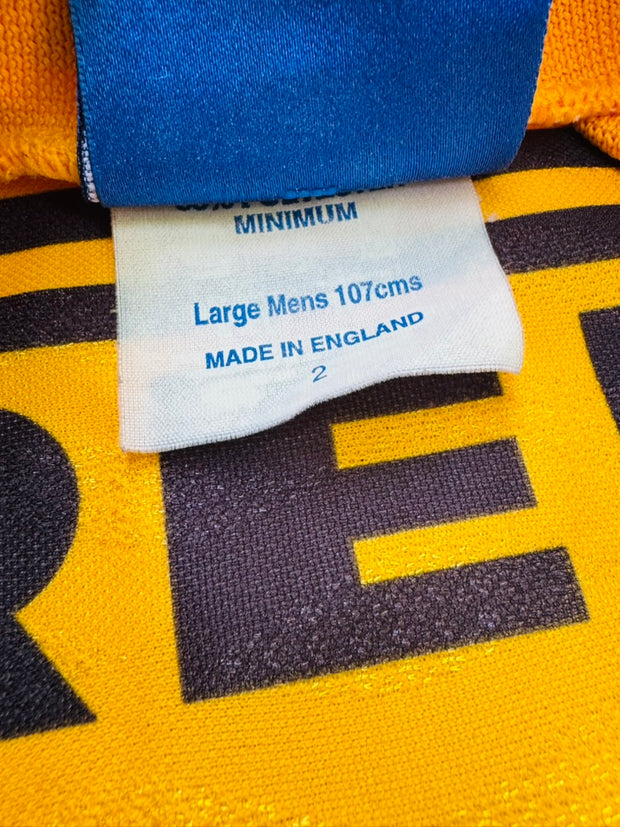 MINIMUM
Large Mens 107cms
MADE IN ENGLAND
2
RE